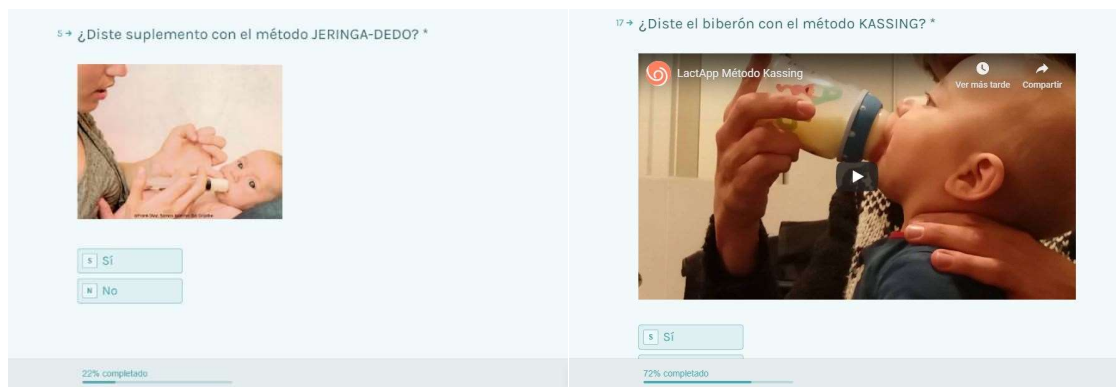 5 → ¿Diste suplemento con el método JERINGA-DEDO? *
S Sí
N No
22% completado
17 → ¿Diste el biberón con el método KASSING? *
LactApp Método Kassing
Ver más tarde Compartir
S Sí
72% completado